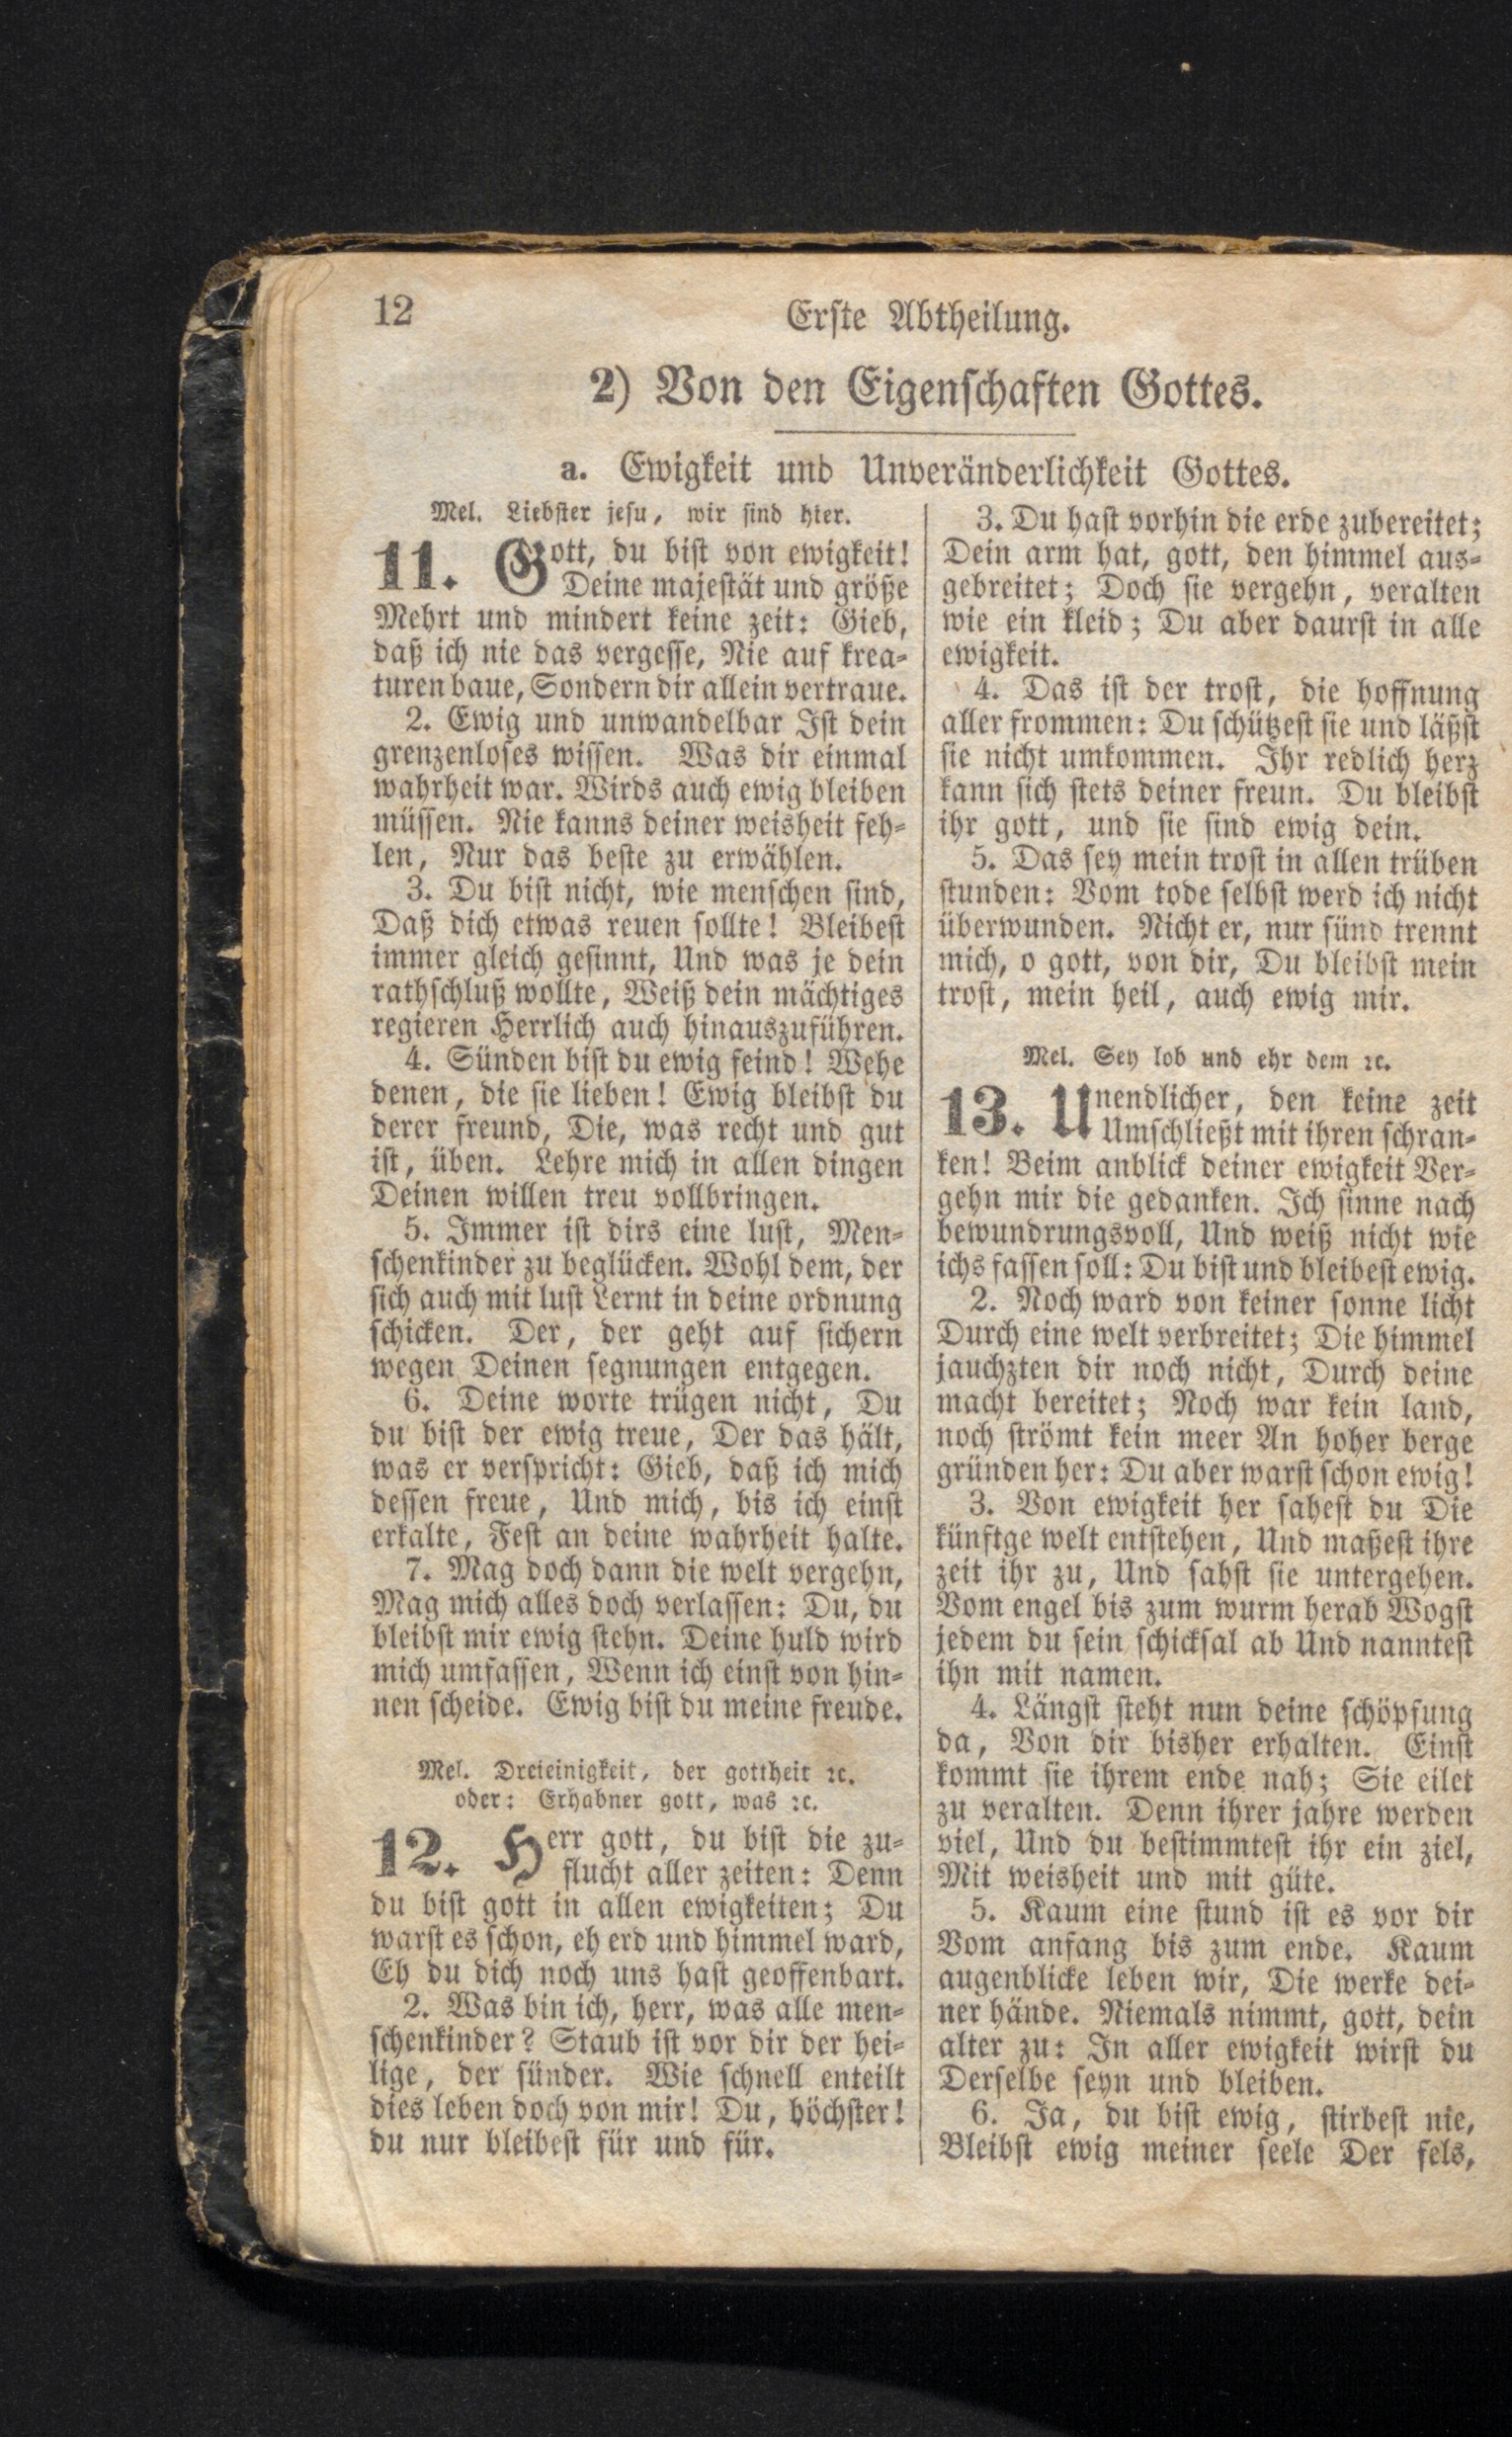 12
Erste Abtheilung.
2) Von den Eigenschaften Gottes.
a. Ewigkeit und Unveränderlichkeit Gottes.
Mel. Liebster jesu, wir sind hier.
11. Gott, du bist von ewigkeit!
Deine majestät und größe
Mehrt und mindert keine zeit: Gieb,
daß ich nie das vergesse, Nie auf krea-
turen baue, Sondern dir allein vertraue.
2. Ewig und unwandelbar Ist dein
grenzenloses wissen. Was dir einmal
wahrheit war. Wirds auch ewig bleiben
müssen. Nie kanns deiner weisheit feh-
len, Nur das beste zu erwählen.
3. Du bist nicht, wie menschen sind,
Daß dich etwas reuen sollte! Bleibest
immer gleich gesinnt, Und was je dein
rathschluß wollte, Weiß dein mächtiges
regieren Herrlich auch hinauszuführen.
4. Sünden bist du ewig feind! Wehe
denen, die sie lieben! Ewig bleibst du
derer freund, Die, was recht und gut
ist, üben. Lehre mich in allen dingen
Deinen willen treu vollbringen.
5. Immer ist dirs eine lust, Men-
schenkinder zu beglücken. Wohl dem, der
sich auch mit lust Lernt in deine ordnung
schicken. Der, der geht auf sichern
wegen Deinen segnungen entgegen.
6. Deine worte trügen nicht, Du
du bist der ewig treue, Der das hält,
was er verspricht: Gieb, daß ich mich
dessen freue, Und mich, bis ich einst
erkalte, Fest an deine wahrheit halte.
7. Mag doch dann die welt vergehn,
Mag mich alles doch verlassen: Du, du
bleibst mir ewig stehn. Deine huld wird
mich umfassen, Wenn ich einst von hin-
nen scheide. Ewig bist du meine freude.
Mel. Dreieinigkeit, der gottheit ꝛc.
oder: Erhabner gott, was ꝛc.
12. Herr gott, du bist die zu-
flucht aller zeiten: Denn
du bist gott in allen ewigkeiten; Du
warst es schon, eh erd und himmel ward,
Eh du dich noch uns hast geoffenbart.
2. Was bin ich, herr, was alle men-
schenkinder? Staub ist vor dir der hei-
lige, der sünder. Wie schnell enteilt
dies leben doch von mir! Du, höchster!
du nur bleibest für und für.
3. Du hast vorhin die erde zubereitet;
Dein arm hat, gott, den himmel aus-
gebreitet; Doch sie vergehn, veralten
wie ein kleid; Du aber daurst in alle
ewigkeit.
4. Das ist der trost, die hoffnung
aller frommen: Du schützest sie und läßst
sie nicht umkommen. Ihr redlich herz
kann sich stets deiner freun. Du bleibst
ihr gott, und sie sind ewig dein.
5. Das sey mein trost in allen trüben
stunden: Vom tode selbst werd ich nicht
überwunden. Nicht er, nur sünd trennt
mich, o gott, von dir, Du bleibst mein
trost, mein heil, auch ewig mir.
Mel. Sey lob und ehr dem ꝛc.
13. Unendlicher, den keine zeit
Umschließt mit ihren schran-
ken! Beim anblick deiner ewigkeit Ver-
gehn mir die gedanken. Ich sinne nach
bewundrungsvoll, Und weiß nicht wie
ichs fassen soll: Du bist und bleibest ewig.
2. Noch ward von keiner sonne licht
Durch eine welt verbreitet; Die himmel
jauchzten dir noch nicht, Durch deine
macht bereitet; Noch war kein land,
noch strömt kein meer An hoher berge
gründen her: Du aber warst schon ewig!
3. Von ewigkeit her sahest du Die
künftge welt entstehen, Und maßest ihre
zeit ihr zu, Und sahst sie untergehen.
Vom engel bis zum wurm herab Wogst
jedem du sein schicksal ab Und nanntest
ihn mit namen.
4. Längst steht nun deine schöpfung
da, Von dir bisher erhalten. Einst
kommt sie ihrem ende nah; Sie eilet
zu veralten. Denn ihrer jahre werden
viel, Und du bestimmtest ihr ein ziel,
Mit weisheit und mit güte.
5. Kaum eine stund ist es vor dir
Vom anfang bis zum ende. Kaum
augenblicke leben wir, Die werke dei-
ner hände. Niemals nimmt, gott, dein
alter zu: In aller ewigkeit wirst du
Derselbe seyn und bleiben.
6. Ja, du bist ewig, stirbest nie,
Bleibst ewig meiner seele Der fels,